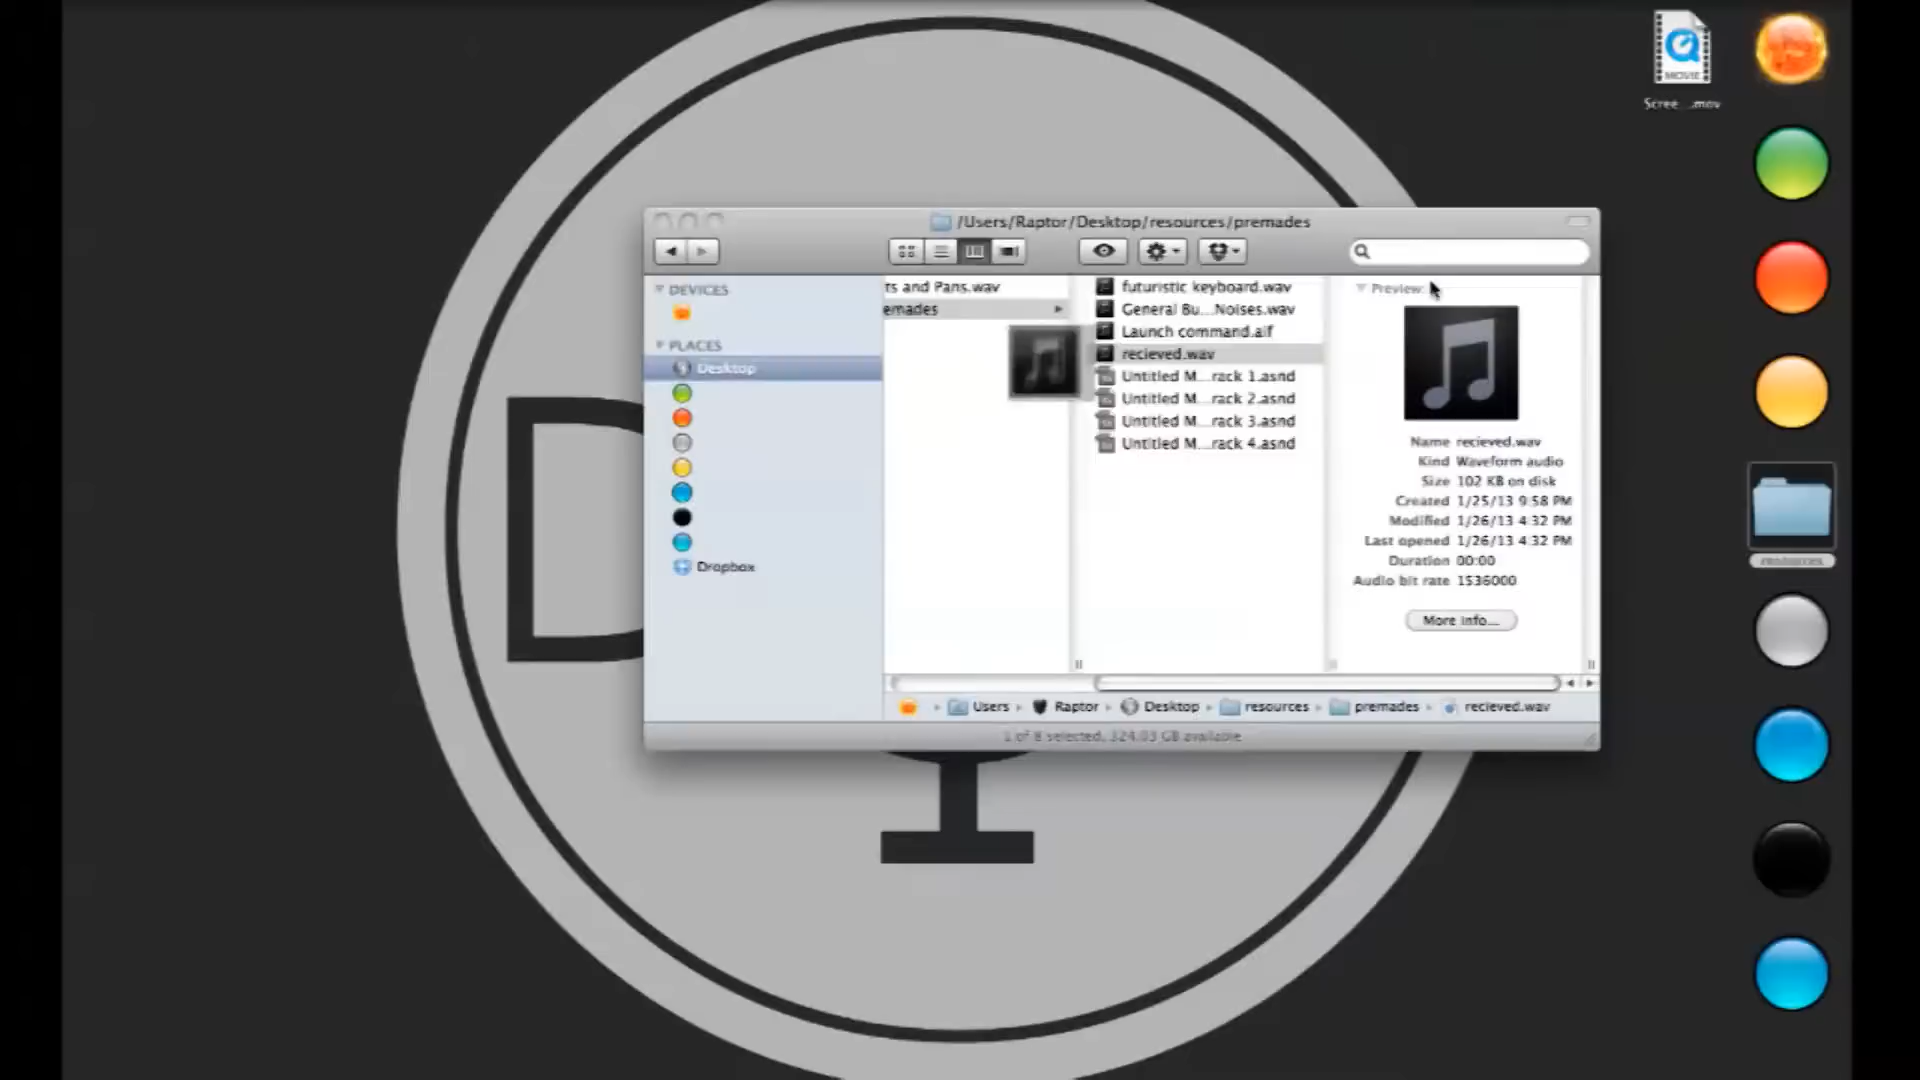 MOVIE
Scree...mov
/Users/Raptor/Desktop/resources/premades
DEVICES
PLACES
Desktop
Dropbox
ts and Pans.wav
emades
futuristic keyboard.wav
General Bu...Noises.wav
Launch command.aif
recieved.wav
Untitled M...rack 1.asnd
Untitled M...rack 2.asnd
Untitled M...rack 3.asnd
Untitled M...rack 4.asnd
Preview:
Name recieved.wav
Kind Waveform audio
Size 102 KB on disk
Created 1/25/13 9:58 PM
Modified 1/26/13 4:32 PM
Last opened 1/26/13 4:32 PM
Duration 00:00
Audio bit rate 1536000
More info...
resources
Users Raptor Desktop resources premades recieved.wav
1 of 8 selected, 324.03 GB available
D